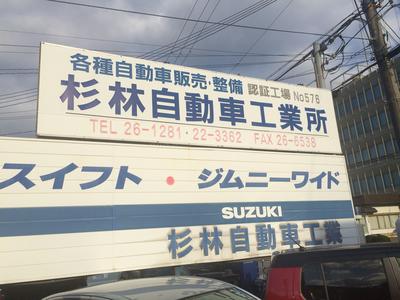 各種自動車販売・整備 認証工場 No576
杉林自動車工業所
TEL 26-1281・22-3362 FAX 26-6538
スイフト・ジムニーワイド
SUZUKI
杉林自動車工業